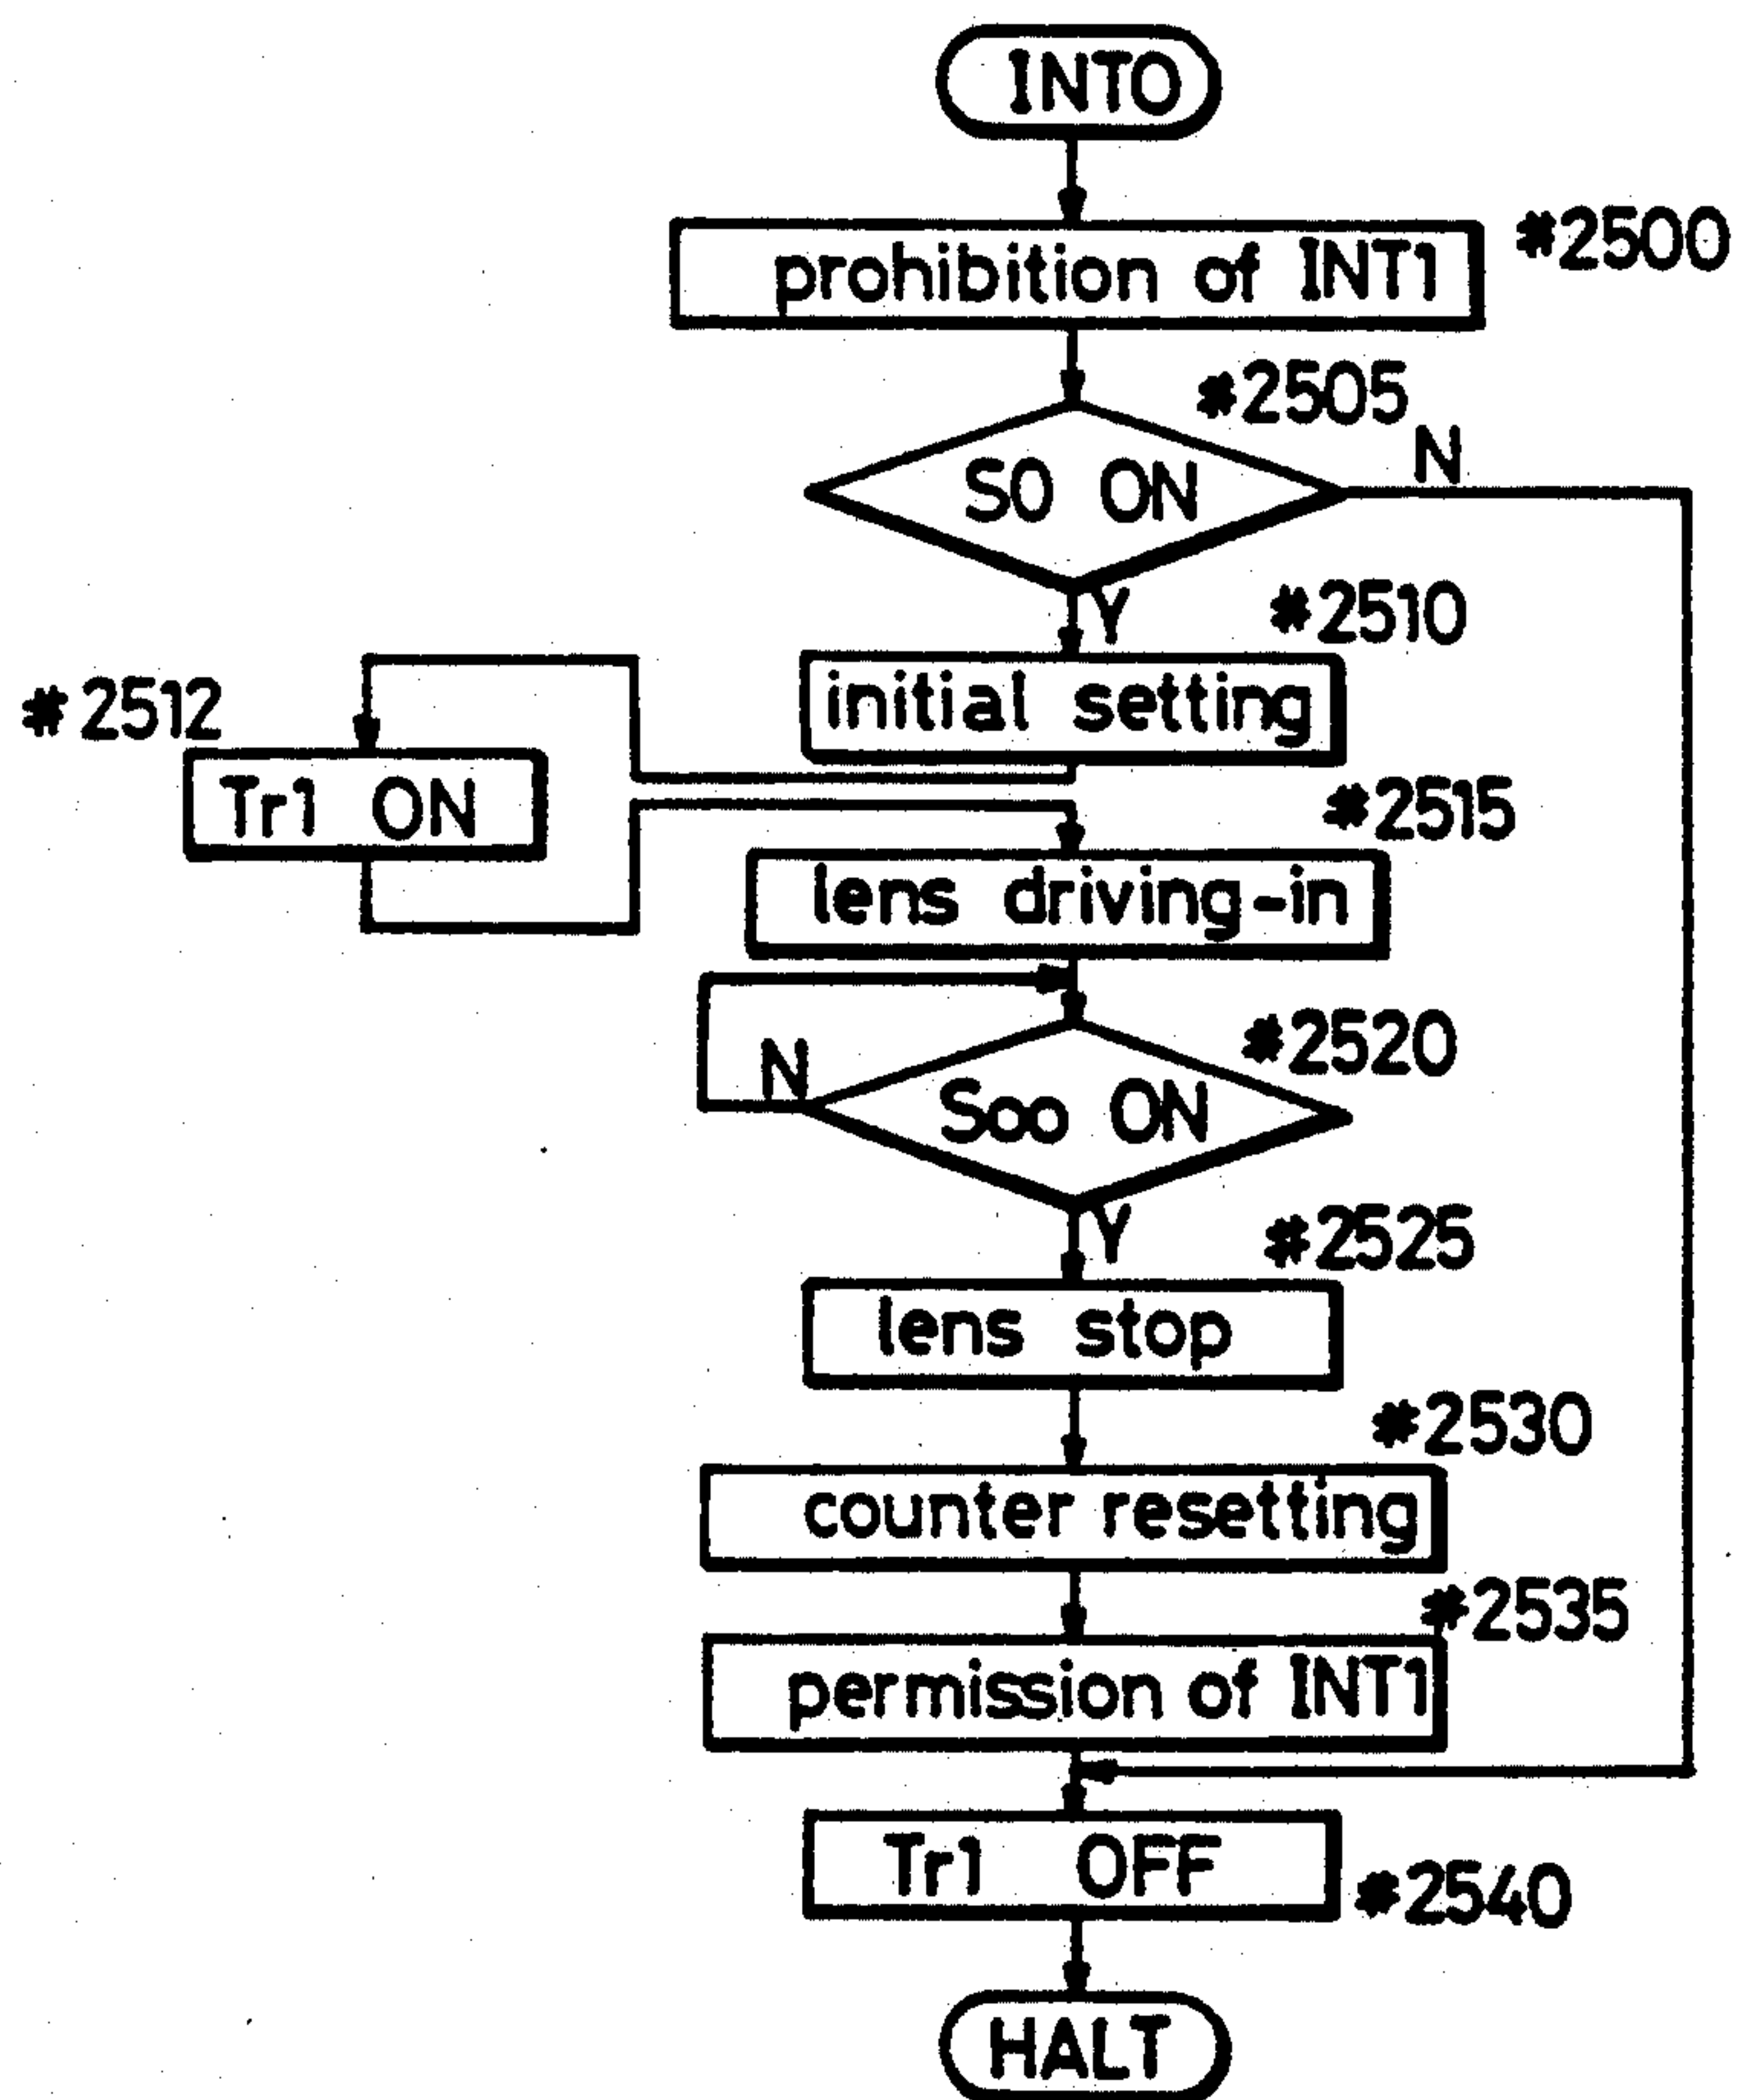 INTO
prohibition of INT1
*2500
*2505
SO ON
N
Y
*2510
initial setting
*2512
Tr1 ON
*2515
lens driving-in
*2520
N
Soo ON
Y
*2525
lens stop
*2530
counter resetting
*2535
permission of INT1
Tr1 OFF
*2540
HALT